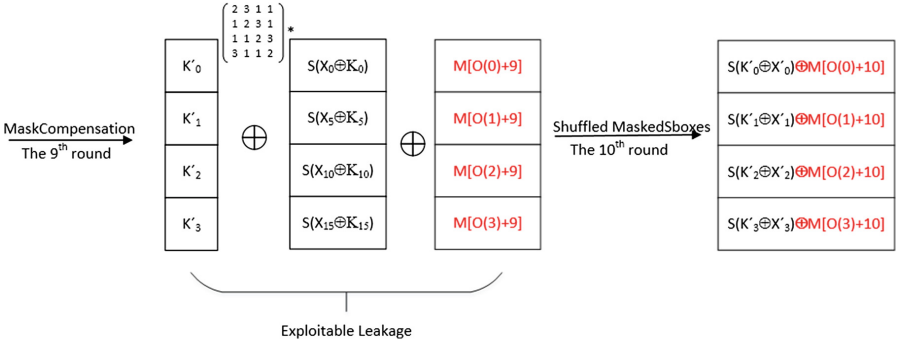 2 3 1 1
1 2 3 1
1 1 2 3
3 1 1 2
*
K´0 S(X0⊕K0) M[O(0)+9] S(K´0⊕X´0)⊕M[O(0)+10]
MaskCompensation
The 9th round
K´1 ⊕ S(X5⊕K5) ⊕ M[O(1)+9] S(K´1⊕X´1)⊕M[O(1)+10]
Shuffled MaskedSboxes
The 10th round
K´2 S(X10⊕K10) M[O(2)+9] S(K´2⊕X´2)⊕M[O(2)+10]
K´3 S(X15⊕K15) M[O(3)+9] S(K´3⊕X´3)⊕M[O(3)+10]
Exploitable Leakage